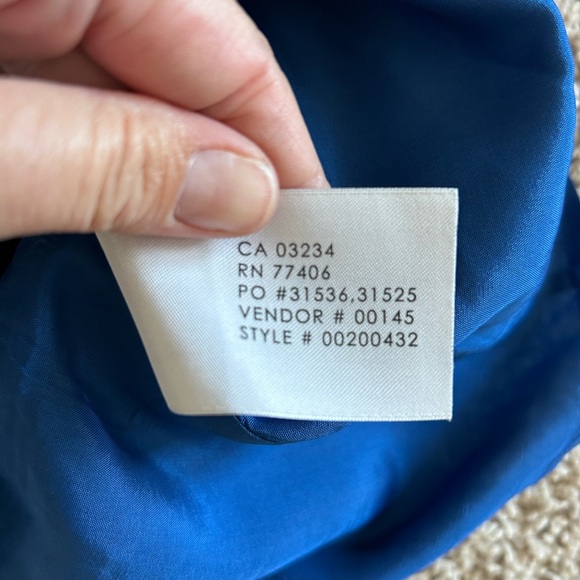 CA 03234
RN 77406
PO #31536,31525
VENDOR # 00145
STYLE # 00200432